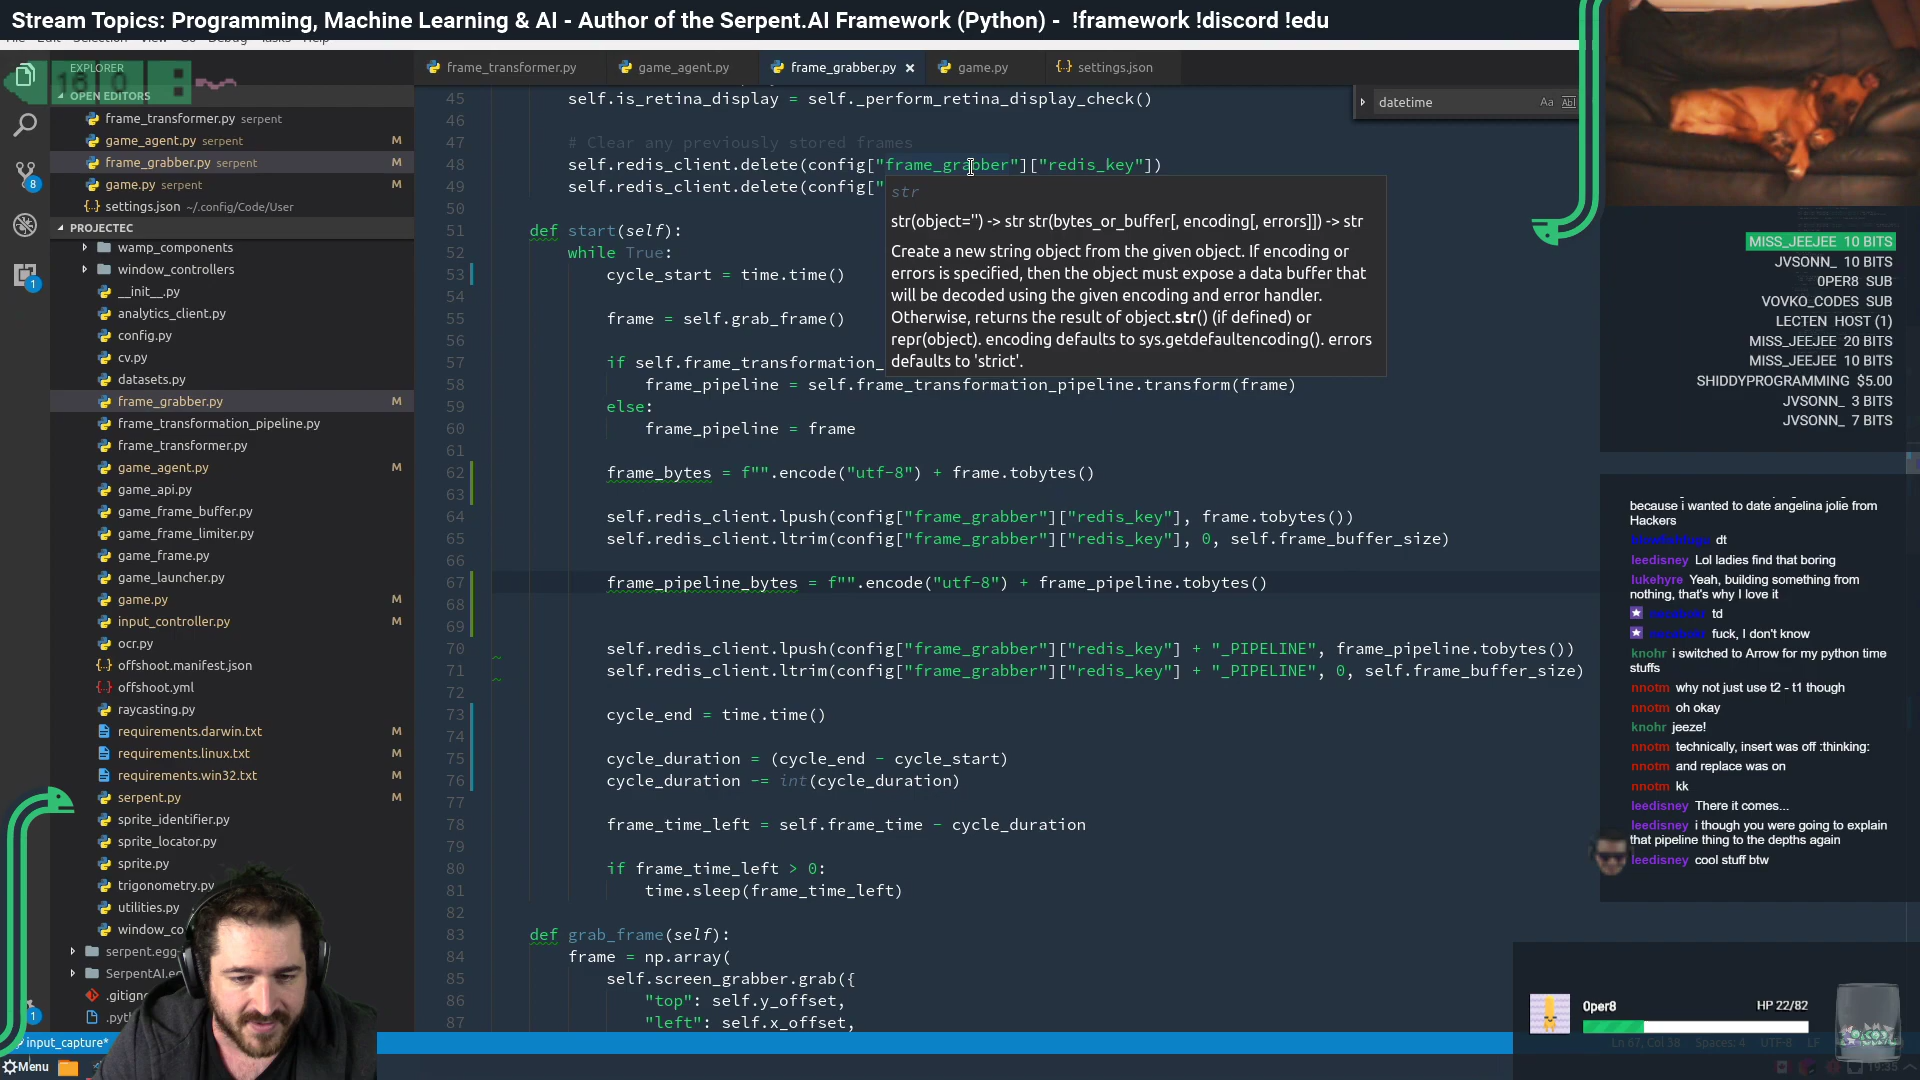 Stream Topics: Programming, Machine Learning & AI - Author of the Serpent.AI Framework (Python) - !framework !discord !edu
EXPLORER
OPEN EDITORS
frame_transformer.py serpent
game_agent.py serpent M
frame_grabber.py serpent M
game.py serpent M
settings.json ~/.config/Code/User
PROJECTEC
wamp_components
window_controllers
__init__.py
analytics_client.py
config.py
cv.py
datasets.py
frame_grabber.py M
frame_transformation_pipeline.py
frame_transformer.py
game_agent.py M
game_api.py
game_frame_buffer.py
game_frame_limiter.py
game_frame.py
game_launcher.py
game.py M
input_controller.py M
ocr.py
offshoot.manifest.json
offshoot.yml
raycasting.py
requirements.darwin.txt M
requirements.linux.txt M
requirements.win32.txt M
serpent.py M
sprite_identifier.py
sprite_locator.py
sprite.py
trigonometry.py
utilities.py
window_co
serpent.egg-
SerpentAI.e
.gitign
.pyth
8
1
1
input_capture*
Menu
frame_transformer.py
game_agent.py
frame_grabber.py ×
game.py
settings.json
datetime
45 self.is_retina_display = self._perform_retina_display_check()
46
47 # Clear any previously stored frames
48 self.redis_client.delete(config["frame_grabber"]["redis_key"])
49 self.redis_client.delete(config["
50
51 def start(self):
52 while True:
53 cycle_start = time.time()
54
55 frame = self.grab_frame()
56
57 if self.frame_transformation_
58 frame_pipeline = self.frame_transformation_pipeline.transform(frame)
59 else:
60 frame_pipeline = frame
61
62 frame_bytes = f"".encode("utf-8") + frame.tobytes()
63
64 self.redis_client.lpush(config["frame_grabber"]["redis_key"], frame.tobytes())
65 self.redis_client.ltrim(config["frame_grabber"]["redis_key"], 0, self.frame_buffer_size)
66
67 frame_pipeline_bytes = f"".encode("utf-8") + frame_pipeline.tobytes()
68
69
70 self.redis_client.lpush(config["frame_grabber"]["redis_key"] + "_PIPELINE", frame_pipeline.tobytes())
71 self.redis_client.ltrim(config["frame_grabber"]["redis_key"] + "_PIPELINE", 0, self.frame_buffer_size)
72
73 cycle_end = time.time()
74
75 cycle_duration = (cycle_end - cycle_start)
76 cycle_duration -= int(cycle_duration)
77
78 frame_time_left = self.frame_time - cycle_duration
79
80 if frame_time_left > 0:
81 time.sleep(frame_time_left)
82
83 def grab_frame(self):
84 frame = np.array(
85 self.screen_grabber.grab({
86 "top": self.y_offset,
87 "left": self.x_offset,
str
str(object='') -> str str(bytes_or_buffer[, encoding[, errors]]) -> str
Create a new string object from the given object. If encoding or
errors is specified, then the object must expose a data buffer that
will be decoded using the given encoding and error handler.
Otherwise, returns the result of object.str() (if defined) or
repr(object). encoding defaults to sys.getdefaultencoding(). errors
defaults to 'strict'.
MISS_JEEJEE 10 BITS
JVSONN_ 10 BITS
0PER8 SUB
VOVKO_CODES SUB
LECTEN HOST (1)
MISS_JEEJEE 20 BITS
MISS_JEEJEE 10 BITS
SHIDDYPROGRAMMING $5.00
JVSONN_ 3 BITS
JVSONN_ 7 BITS
because i wanted to date angelina jolie from
Hackers
dt
leedisney Lol ladies find that boring
lukehyre Yeah, building something from
nothing, that's why I love it
td
fuck, I don't know
knohr i switched to Arrow for my python time
stuffs
nnotm why not just use t2 - t1 though
nnotm oh okay
knohr jeeze!
nnotm technically, insert was off :thinking:
nnotm and replace was on
nnotm kk
leedisney There it comes...
leedisney i though you were going to explain
that pipeline thing to the depths again
leedisney cool stuff btw
0per8 HP 22/82
Ln 67, Col 38 Spaces: 4 UTF-8 LF
19:35